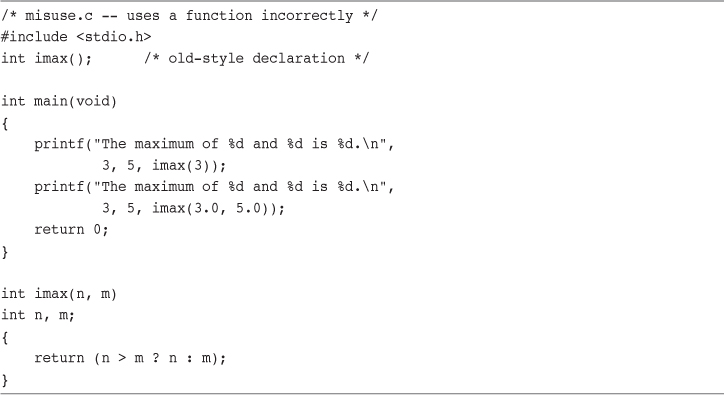 /* misuse.c -- uses a function incorrectly */
#include <stdio.h>
int imax();      /* old-style declaration */

int main(void)
{
    printf("The maximum of %d and %d is %d.\n",
            3, 5, imax(3));
    printf("The maximum of %d and %d is %d.\n",
            3, 5, imax(3.0, 5.0));
    return 0;
}

int imax(n, m)
int n, m;
{
    return (n > m ? n : m);
}